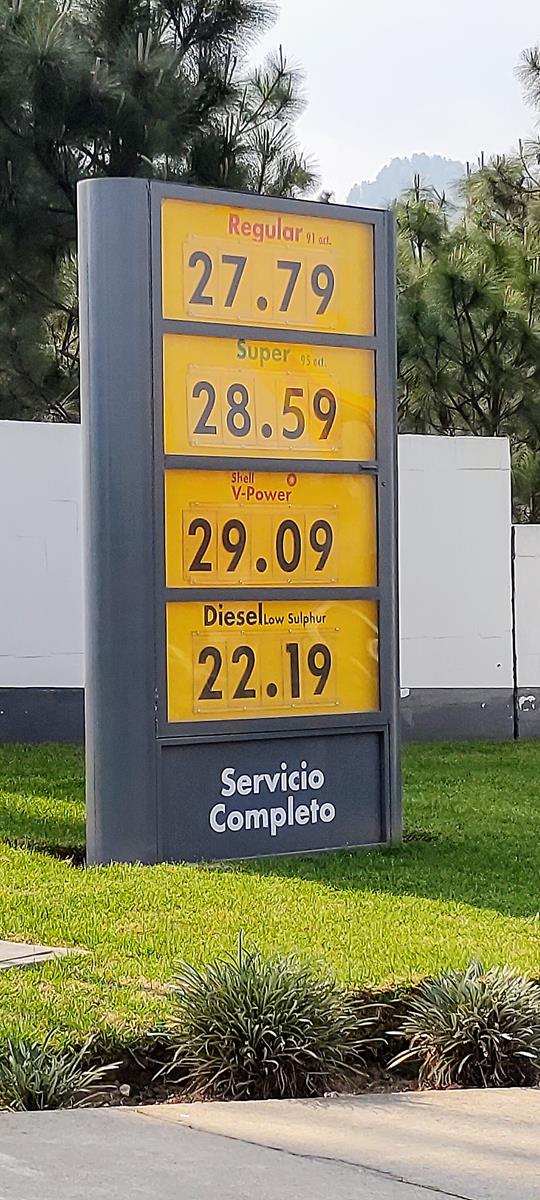 Regular 91 oct.
27.79
Super 95 oct.
28.59
Shell
V-Power
29.09
Diesel Low Sulphur
22.19
Servicio
Completo